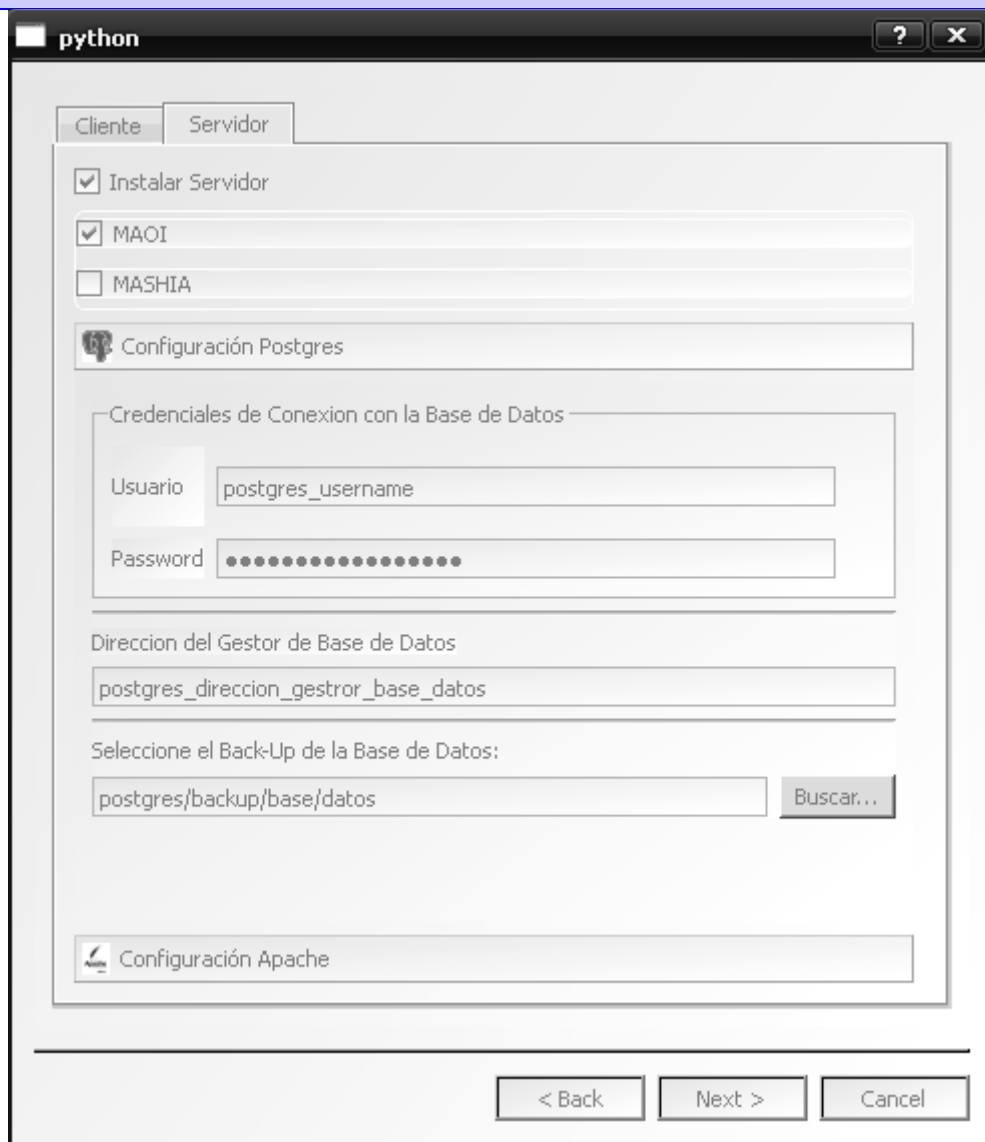 python
Cliente
Servidor
Instalar Servidor
MAOI
MASHIA
Configuración Postgres
Credenciales de Conexion con la Base de Datos
Usuario
postgres_username
Password
•••••••••••••••••
Direccion del Gestor de Base de Datos
postgres_direccion_gestror_base_datos
Seleccione el Back-Up de la Base de Datos:
postgres/backup/base/datos
Buscar...
Configuración Apache
< Back
Next >
Cancel